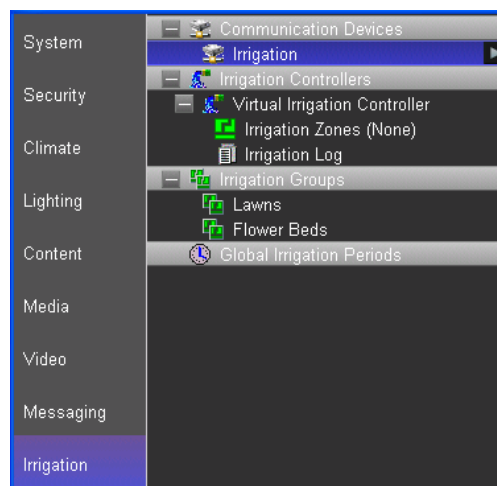 System
Security
Climate
Lighting
Content
Media
Video
Messaging
Irrigation
Communication Devices
Irrigation
Irrigation Controllers
Virtual Irrigation Controller
Irrigation Zones (None)
Irrigation Log
Irrigation Groups
Lawns
Flower Beds
Global Irrigation Periods